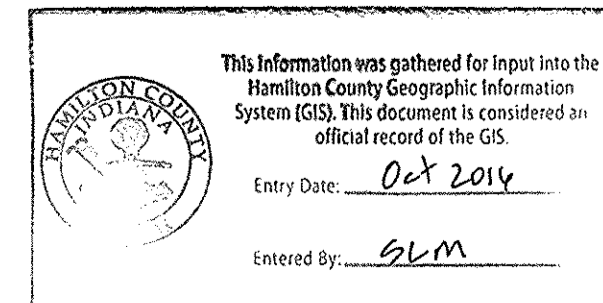 HAMILTON COUNTY
INDIANA
This Information was gathered for input into the
Hamilton County Geographic Information
System (GIS). This document is considered an
official record of the GIS.
Entry Date: Oct
Entered By: SLM